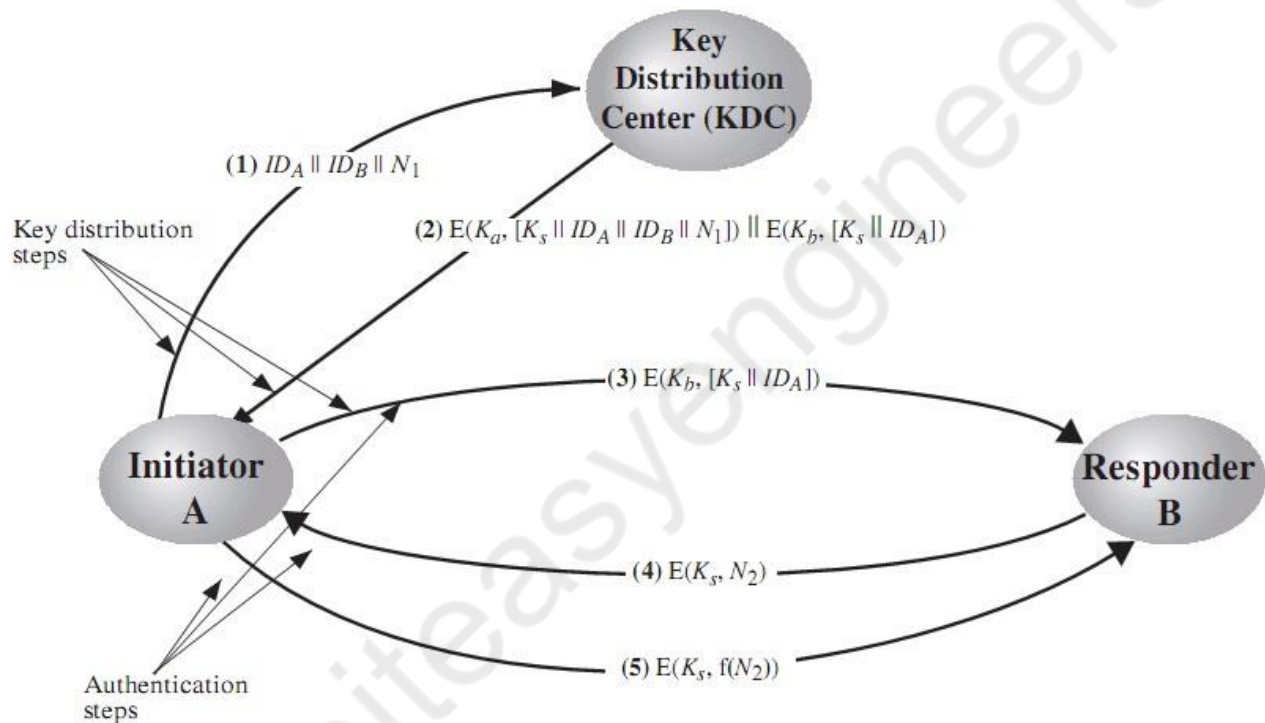 Key
Distribution
Center (KDC)
(1) ID_A || ID_B || N_1
Key distribution
steps
(2) E(K_a, [K_s || ID_A || ID_B || N_1]) || E(K_b, [K_s || ID_A])
(3) E(K_b, [K_s || ID_A])
Initiator
A
Responder
B
(4) E(K_s, N_2)
(5) E(K_s, f(N_2))
Authentication
steps
iteasyengineers